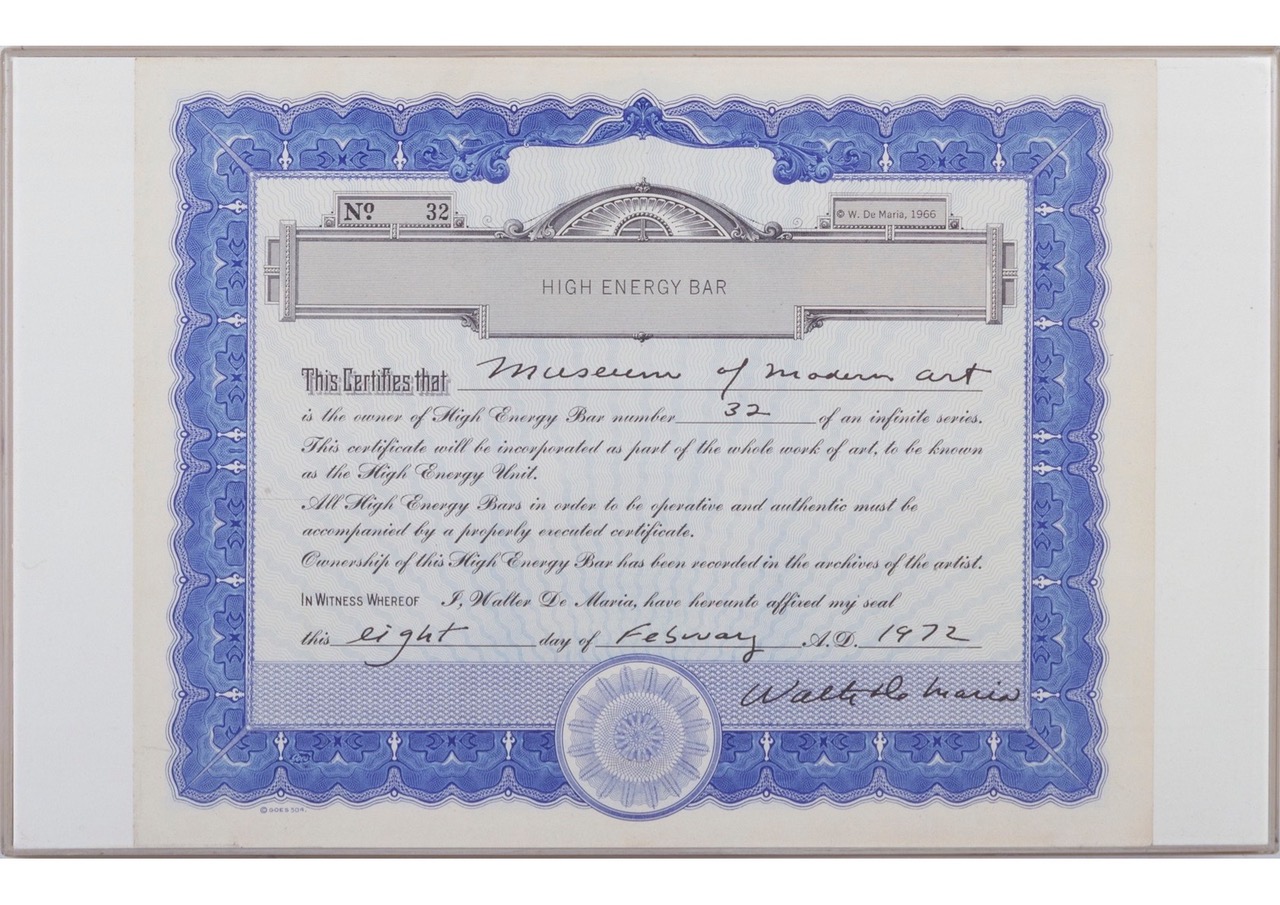 Nº 32
© W. De Maria, 1966
HIGH ENERGY BAR
This Certifies that Museum of Modern Art
is the owner of High Energy Bar number 32 of an infinite series.
This certificate will be incorporated as part of the whole work of art, to be known
as the High Energy Unit.
All High Energy Bars in order to be operative and authentic must be
accompanied by a properly executed certificate.
Ownership of this High Energy Bar has been recorded in the archives of the artist.
IN WITNESS WHEREOF I, Walter De Maria, have hereunto affixed my seal
this eight day of February A.D. 1972
Walter De Maria
© GOES 304.